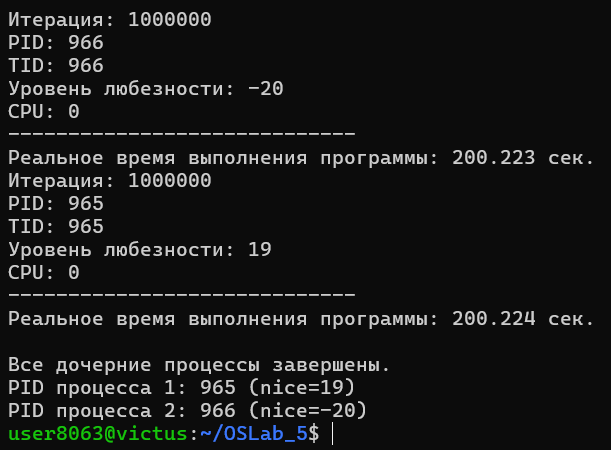 Итерация: 1000000
PID: 966
TID: 966
Уровень любезности: -20
CPU: 0
-----------------------------
Реальное время выполнения программы: 200.223 сек.
Итерация: 1000000
PID: 965
TID: 965
Уровень любезности: 19
CPU: 0
-----------------------------
Реальное время выполнения программы: 200.224 сек.
Все дочерние процессы завершены.
PID процесса 1: 965 (nice=19)
PID процесса 2: 966 (nice=-20)
user8063@victus:~/OSLab_5$